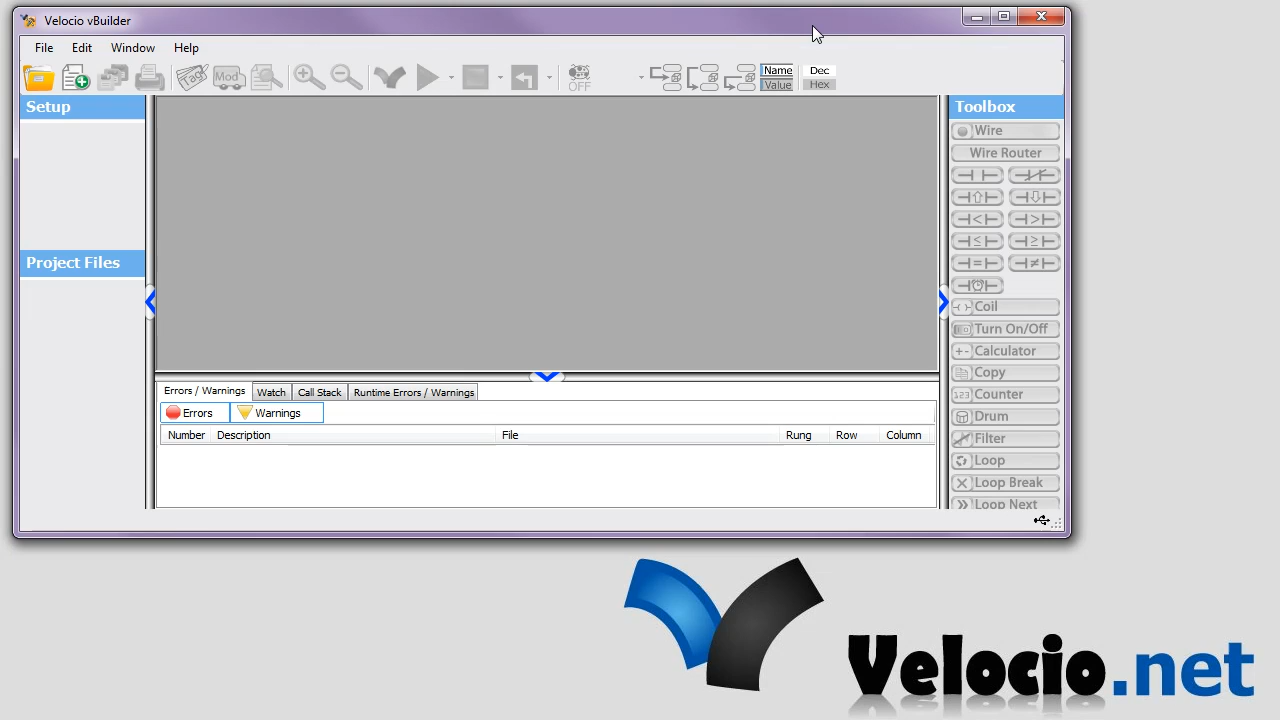 Velocio vBuilder
File Edit Window Help
Mod
OFF
Name
Value
Dec
Hex
Setup
Project Files
Toolbox
Wire
Wire Router
Coil
Turn On/Off
Calculator
Copy
123 Counter
Drum
Filter
Loop
Loop Break
Loop Next
Errors / Warnings Watch Call Stack Runtime Errors / Warnings
Errors Warnings
Number Description File Rung Row Column
Velocio.net